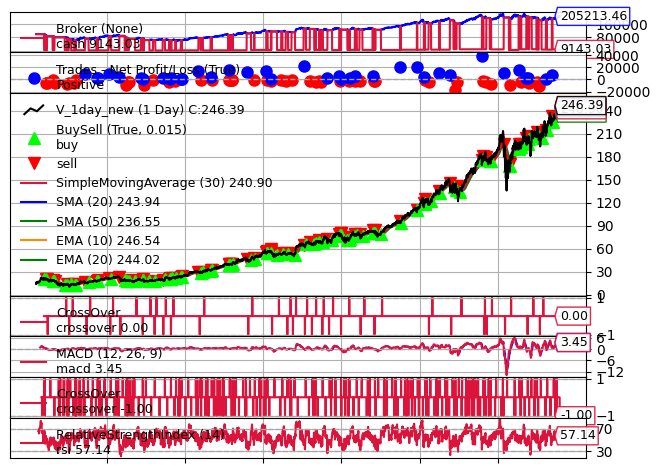 Broker (None)
cash 9143.03
205213.46
100000
80000
9143.03
Trades - Net Profit/Loss (True)
Positive
40000
20000
0
−20000
V_1day_new (1 Day) C:246.39
BuySell (True, 0.015)
buy
sell
SimpleMovingAverage (30) 240.90
SMA (20) 243.94
SMA (50) 236.55
EMA (10) 246.54
EMA (20) 244.02
246.39
240
210
180
150
120
90
60
30
0
CrossOver
crossover 0.00
1
0.00
−1
MACD (12, 26, 9)
macd 3.45
6
3.45
0
−6
−12
CrossOver
crossover -1.00
1
-1.00
−1
RelativeStrengthIndex (14)
rsi 57.14
70
57.14
30